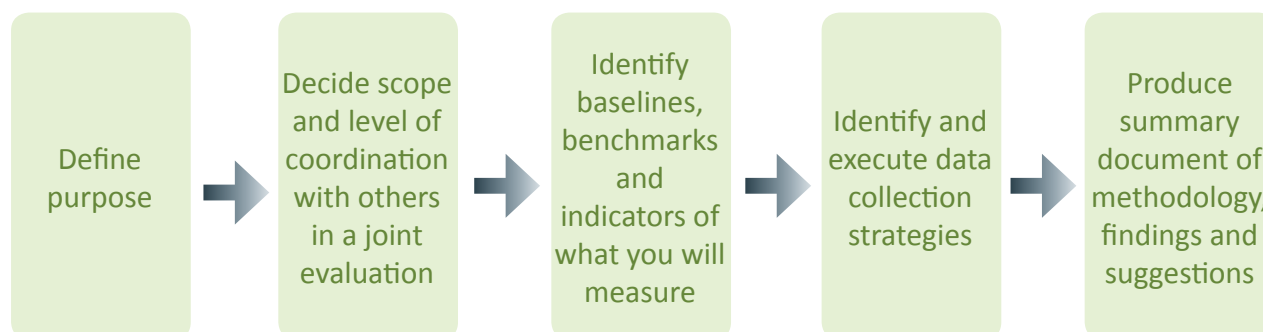 Define
purpose
Decide scope
and level of
coordination
with others
in a joint
evaluation
Identify
baselines,
benchmarks
and
indicators of
what you will
measure
Identify and
execute data
collection
strategies
Produce
summary
document of
methodology,
findings and
suggestions